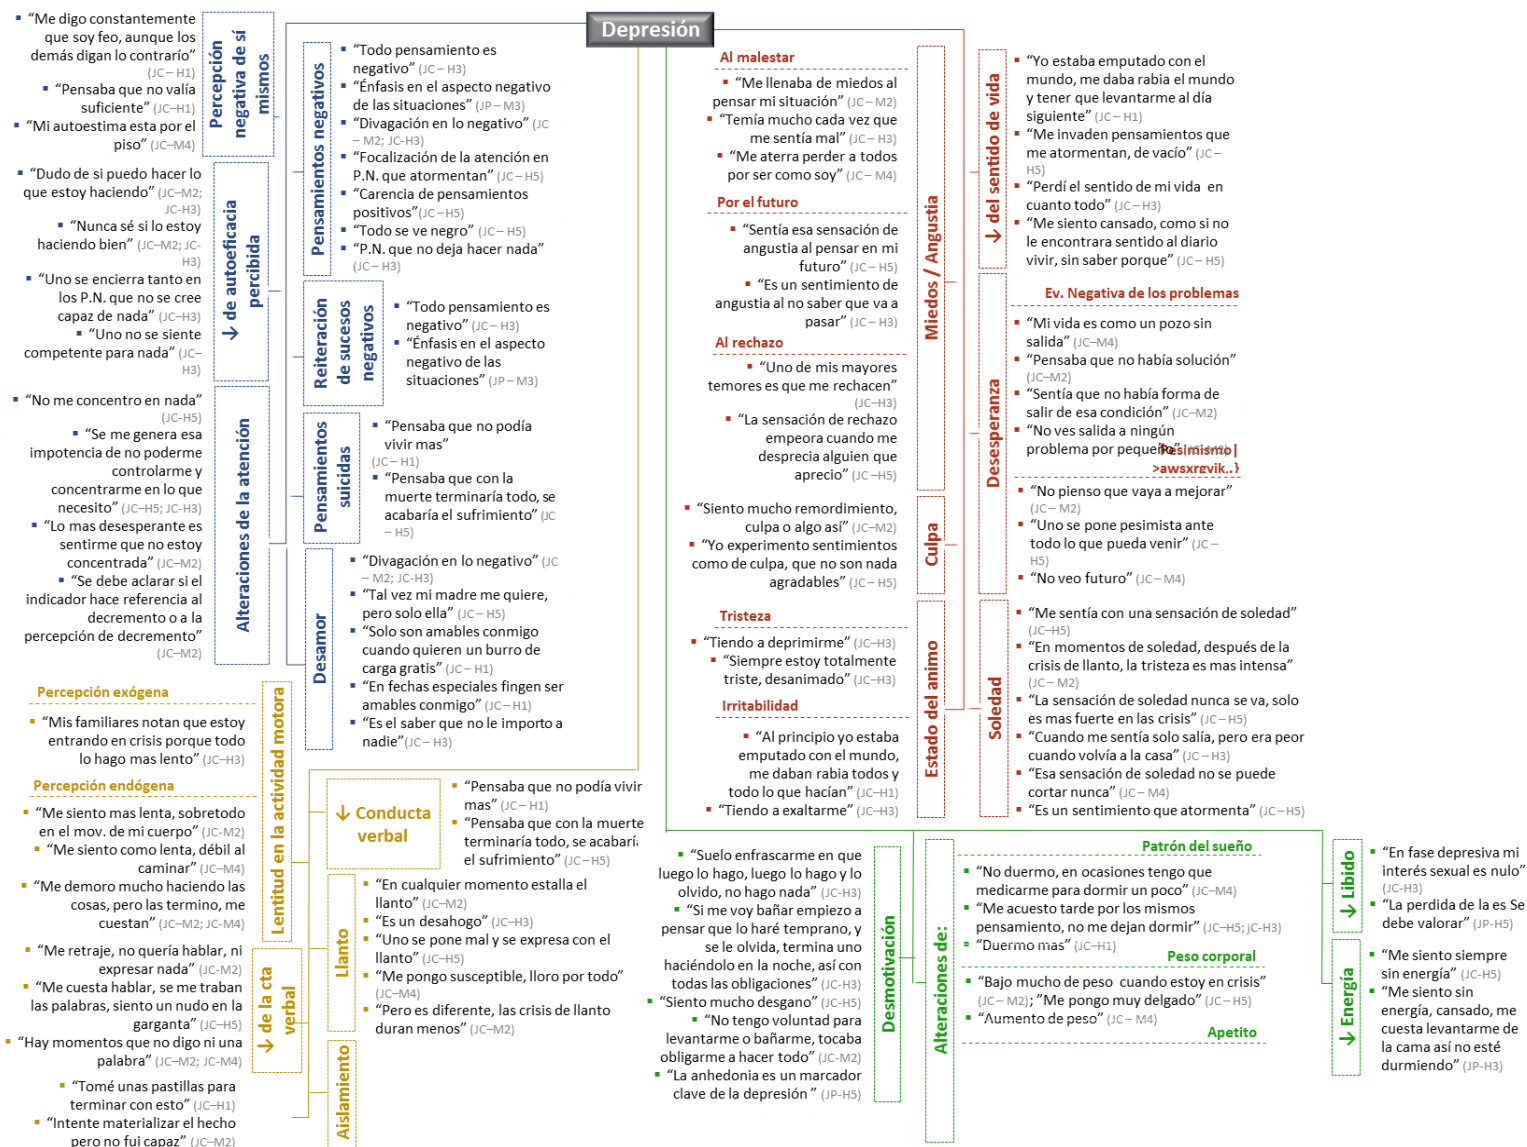 Depresión
“Me digo constantemente
que soy feo, aunque los
demás digan lo contrarío”
(JC – H1)
“Pensaba que no valía
suficiente” (JC–H1)
“Mi autoestima esta por el
piso” (JC–M4)
Percepción
negativa de sí
mismos
“Dudo de si puedo hacer lo
que estoy haciendo” (JC–M2;
JC-H3)
“Nunca sé si lo estoy
haciendo bien” (JC–M2; JC-
H3)
“Uno se encierra tanto en
los P.N. que no se cree
capaz de nada” (JC–H3)
“Uno no se siente
competente para nada” (JC–
H3)
↓ de autoeficacia
percibida
“No me concentro en nada”
(JC-H5)
“Se me genera esa
impotencia de no poderme
controlarme y
concentrarme en lo que
necesito” (JC–H5; JC-H3)
“Lo mas desesperante es
sentirme que no estoy
concentrada” (JC–M2)
“Se debe aclarar si el
indicador hace referencia al
decremento o a la
percepción de decremento”
(JC–M2)
Alteraciones de la atención
Pensamientos negativos
“Todo pensamiento es
negativo” (JC – H3)
“Énfasis en el aspecto negativo
de las situaciones” (JP – M3)
“Divagación en lo negativo” (JC
– M2; JC-H3)
“Focalización de la atención en
P.N. que atormentan” (JC – H5)
“Carencia de pensamientos
positivos”(JC – H5)
“Todo se ve negro” (JC – H5)
“P.N. que no deja hacer nada”
(JC – H3)
Reiteración
de sucesos
negativos
“Todo pensamiento es
negativo” (JC – H3)
“Énfasis en el aspecto
negativo de las
situaciones” (JP – M3)
Pensamientos
suicidas
“Pensaba que no podía
vivir mas”
(JC – H1)
“Pensaba que con la
muerte terminaría todo, se
acabaría el sufrimiento” (JC
– H5)
Desamor
“Divagación en lo negativo” (JC
– M2; JC-H3)
“Tal vez mi madre me quiere,
pero solo ella” (JC – H5)
“Solo son amables conmigo
cuando quieren un burro de
carga gratis” (JC – H1)
“En fechas especiales fingen ser
amables conmigo” (JC – H1)
“Es el saber que no le importo a
nadie”(JC – H3)
Al malestar
“Me llenaba de miedos al
pensar mi situación” (JC – M2)
“Temía mucho cada vez que
me sentía mal” (JC – H3)
“Me aterra perder a todos
por ser como soy” (JC – M4)
Por el futuro
“Sentía esa sensación de
angustia al pensar en mi
futuro” (JC – H5)
“Es un sentimiento de
angustia al no saber que va a
pasar” (JC – H3)
Al rechazo
“Uno de mis mayores
temores es que me rechacen”
(JC–H3)
“La sensación de rechazo
empeora cuando me
desprecia alguien que
aprecio” (JC – H5)
Miedos / Angustia
“Siento mucho remordimiento,
culpa o algo así” (JC–M2)
“Yo experimento sentimientos
como de culpa, que no son nada
agradables” (JC – H5)
Culpa
Tristeza
“Tiendo a deprimirme” (JC–H3)
“Siempre estoy totalmente
triste, desanimado” (JC–H3)
Irritabilidad
“Al principio yo estaba
emputado con el mundo,
me daban rabia todos y
todo lo que hacían” (JC–H1)
“Tiendo a exaltarme” (JC–H3)
Estado del animo
↓ del sentido de vida
“Yo estaba emputado con el
mundo, me daba rabia el mundo
y tener que levantarme al día
siguiente” (JC – H1)
“Me invaden pensamientos que
me atormentan, de vacío” (JC –
H5)
“Perdí el sentido de mi vida en
cuanto todo” (JC – H3)
“Me siento cansado, como si no
le encontrara sentido al diario
vivir, sin saber porque” (JC – H5)
Desesperanza
Ev. Negativa de los problemas
“Mi vida es como un pozo sin
salida” (JC–M4)
“Pensaba que no había solución”
(JC–M2)
“Sentía que no había forma de
salir de esa condición” (JC–M2)
“No ves salida a ningún
problema por pequeño”
Pesimismo|
>awsxrgvik..}
“No pienso que vaya a mejorar”
(JC – M2)
“Uno se pone pesimista ante
todo lo que pueda venir” (JC –
H5)
“No veo futuro” (JC – M4)
Soledad
“Me sentía con una sensación de soledad”
(JC–H5)
“En momentos de soledad, después de la
crisis de llanto, la tristeza es mas intensa”
(JC – M2)
“La sensación de soledad nunca se va, solo
es mas fuerte en las crisis” (JC – H5)
“Cuando me sentía solo salía, pero era peor
cuando volvía a la casa” (JC – H3)
“Esa sensación de soledad no se puede
cortar nunca” (JC – M4)
“Es un sentimiento que atormenta” (JC–H5)
Percepción exógena
“Mis familiares notan que estoy
entrando en crisis porque todo
lo hago mas lento” (JC–H3)
Percepción endógena
“Me siento mas lenta, sobretodo
en el mov. de mi cuerpo” (JC-M2)
“Me siento como lenta, débil al
caminar” (JC–M4)
“Me demoro mucho haciendo las
cosas, pero las termino, me
cuestan” (JC–M2; JC-M4)
Lentitud en la actividad motora
“Me retraje, no quería hablar, ni
expresar nada” (JC–M2)
“Me cuesta hablar, se me traban
las palabras, siento un nudo en la
garganta” (JC–H5)
“Hay momentos que no digo ni una
palabra” (JC–M2; JC-M4)
↓ de la cta
verbal
“Tomé unas pastillas para
terminar con esto” (JC–H1)
“Intente materializar el hecho
pero no fui capaz” (JC–M2)
↓ Conducta
verbal
“Pensaba que no podía vivir
mas” (JC – H1)
“Pensaba que con la muerte
terminaría todo, se acabaría
el sufrimiento” (JC – H5)
Llanto
“En cualquier momento estalla el
llanto” (JC–M2)
“Es un desahogo” (JC–H3)
“Uno se pone mal y se expresa con el
llanto” (JC–H5)
“Me pongo susceptible, lloro por todo”
(JC–M4)
“Pero es diferente, las crisis de llanto
duran menos” (JC–M2)
Aislamiento
“Suelo enfrascarme en que
luego lo hago, luego lo hago y lo
olvido, no hago nada” (JC-H3)
“Si me voy bañar empiezo a
pensar que lo haré temprano, y
se le olvida, termina uno
haciéndolo en la noche, así con
todas las obligaciones” (JC-H3)
“Siento mucho desgano” (JC-H5)
“No tengo voluntad para
levantarme o bañarme, tocaba
obligarme a hacer todo” (JC-M2)
“La anhedonia es un marcador
clave de la depresión ” (JP-H5)
Desmotivación
Alteraciones de:
Patrón del sueño
“No duermo, en ocasiones tengo que
medicarme para dormir un poco” (JC–M4)
“Me acuesto tarde por los mismos
pensamiento, no me dejan dormir” (JC–H5; jC-H3)
“Duermo mas” (JC–H1)
Peso corporal
“Bajo mucho de peso cuando estoy en crisis”
(JC – M2); ”Me pongo muy delgado” (JC – H5)
“Aumento de peso” (JC – M4)
Apetito
↓ Libido
“En fase depresiva mi
interés sexual es nulo”
(JC-H3)
“La perdida de la es Se
debe valorar” (JP-H5)
↓ Energía
“Me siento siempre
sin energía” (JC-H5)
“Me siento sin
energía, cansado, me
cuesta levantarme de
la cama así no esté
durmiendo” (JP-H3)